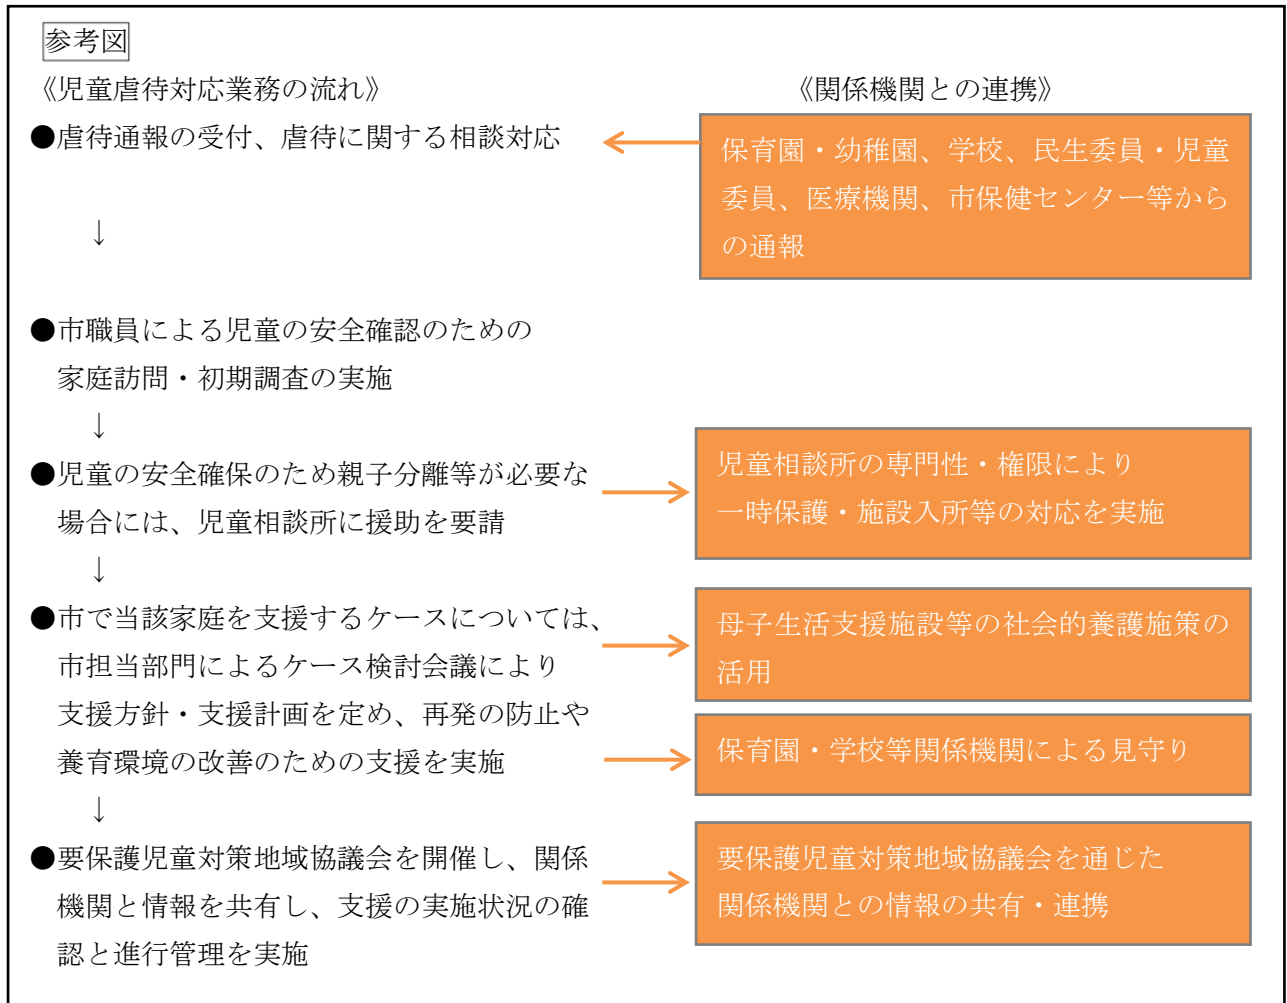 参考図
《児童虐待対応業務の流れ》
《関係機関との連携》
●虐待通報の受付、虐待に関する相談対応
保育園・幼稚園、学校、民生委員・児童
委員、医療機関、市保健センター等から
の通報
↓
●市職員による児童の安全確認のための
家庭訪問・初期調査の実施
↓
●児童の安全確保のため親子分離等が必要な
場合には、児童相談所に援助を要請
児童相談所の専門性・権限により
一時保護・施設入所等の対応を実施
↓
●市で当該家庭を支援するケースについては、
市担当部門によるケース検討会議により
支援方針・支援計画を定め、再発の防止や
養育環境の改善のための支援を実施
母子生活支援施設等の社会的養護施策の
活用
保育園・学校等関係機関による見守り
↓
●要保護児童対策地域協議会を開催し、関係
機関と情報を共有し、支援の実施状況の確
認と進行管理を実施
要保護児童対策地域協議会を通じた
関係機関との情報の共有・連携